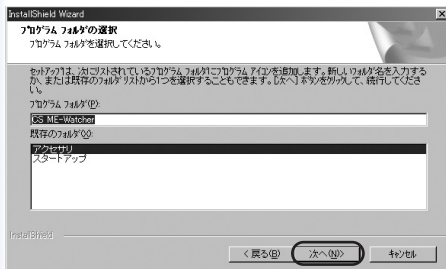 InstallShield Wizard
プログラム フォルダの選択
プログラム フォルダを選択してください。
セットアップは、次にリストされているプログラム フォルダにプログラム アイコンを追加します。新しいフォルダ名を入力する
か、または既存のフォルダ リストから1つを選択することもできます。[次へ] ボタンをクリックして、続行してくださ
い。
プログラム フォルダ(P):
CS ME-Watcher
既存のフォルダ(X):
アクセサリ
スタートアップ
InstallShield
< 戻る(B)
次へ(N)>
キャンセル